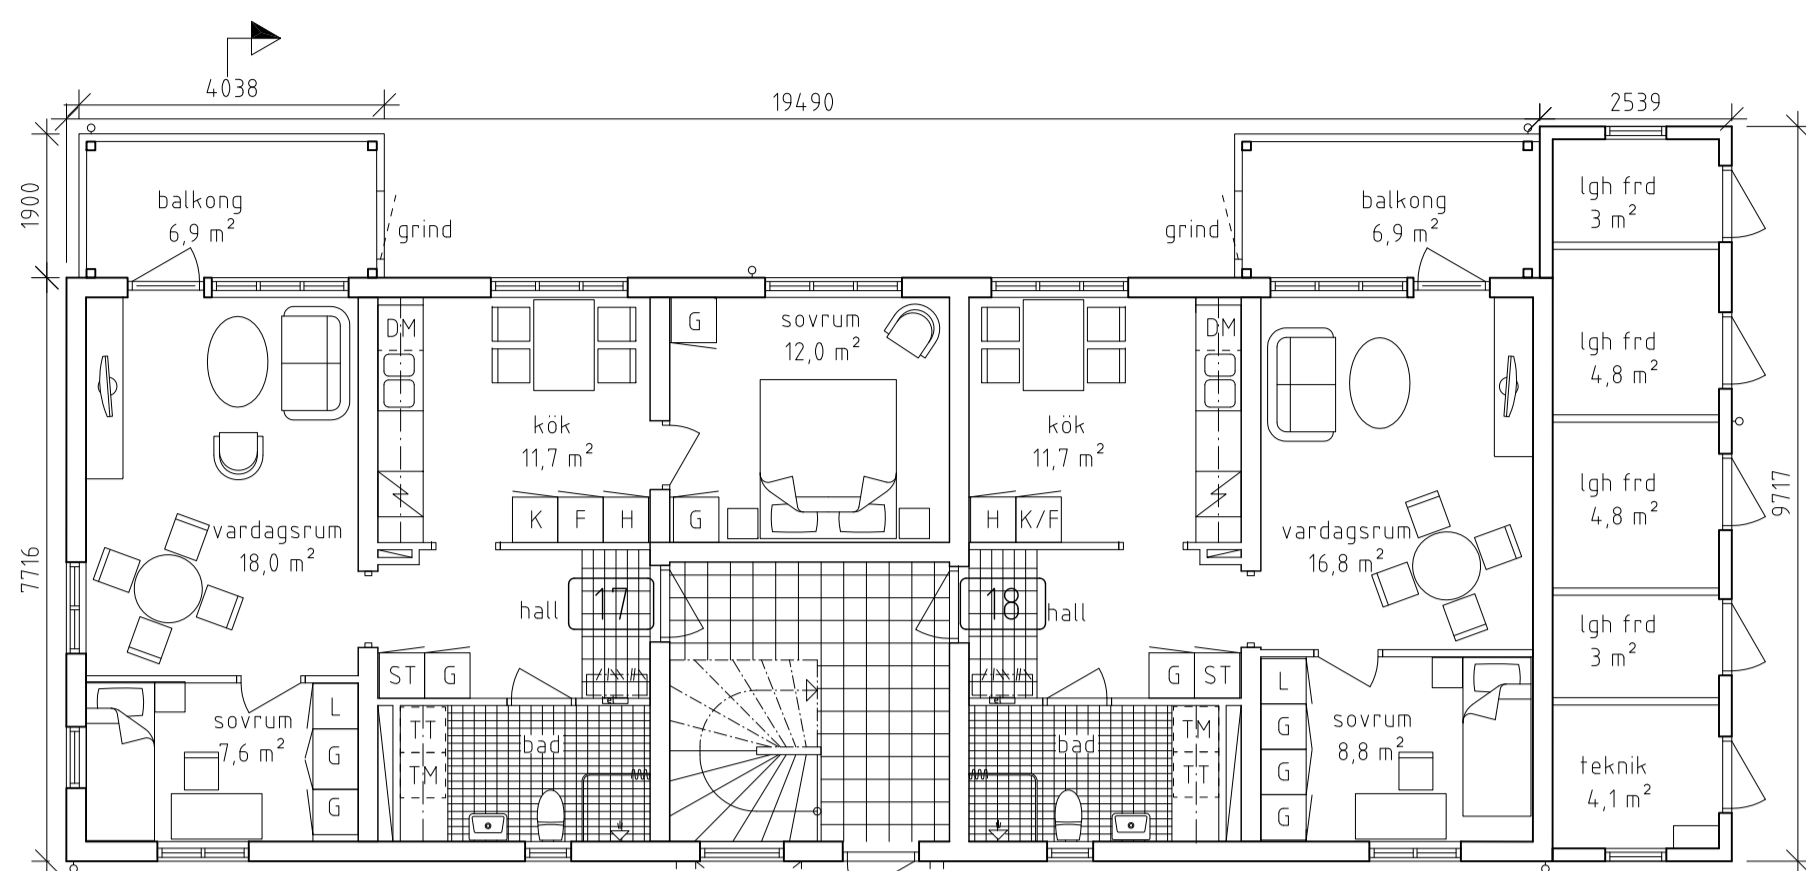 4038
19490
2539
1900
7716
9717
balkong
6,9 m²
grind
grind
balkong
6,9 m²
lgh frd
3 m²
DM
G
sovrum
12,0 m²
DM
lgh frd
4,8 m²
kök
11,7 m²
kök
11,7 m²
vardagsrum
18,0 m²
K F H
G
H K/F
vardagsrum
16,8 m²
lgh frd
4,8 m²
hall
17
18
hall
lgh frd
3 m²
ST G
G ST
sovrum
7,6 m²
L
G
G
TT
TM
bad
bad
TM
TT
L
G
G
G
sovrum
8,8 m²
teknik
4,1 m²